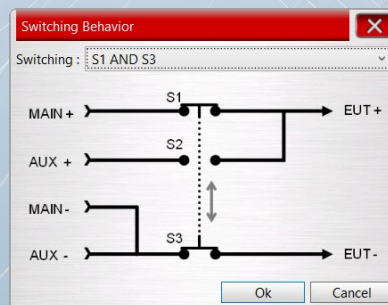 Switching Behavior
Switching : S1 AND S3
S1
MAIN + EUT +
S2
AUX +
MAIN-
S3
AUX - EUT-
Ok Cancel